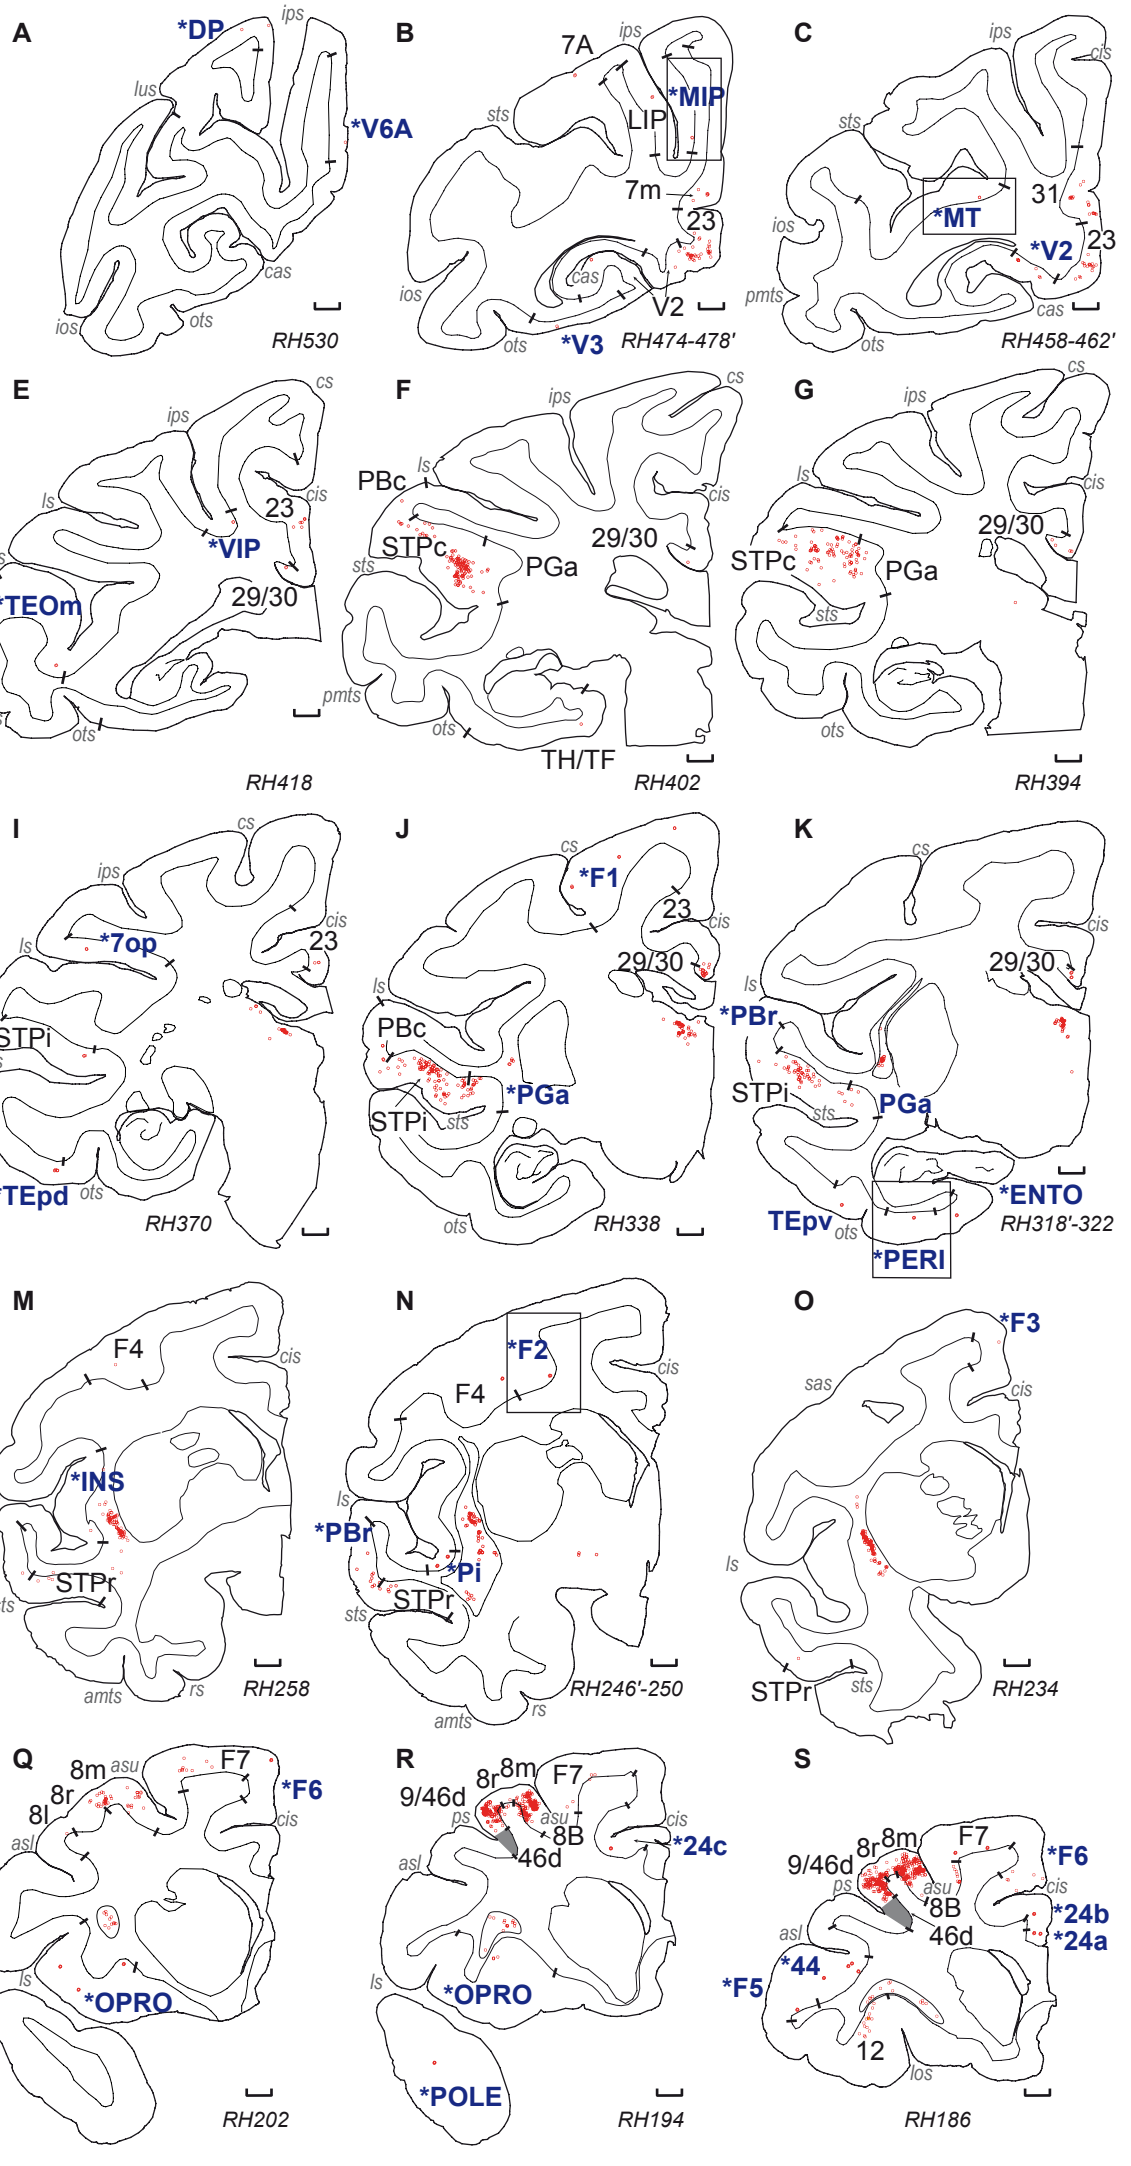 A
*DP
ips
lus
*V6A
cas
ios
ots
RH530
B
7A
ips
sts
*MIP
LIP
7m
23
cas
ios
V2
ots
*V3
RH474-478'
C
ips
cis
sts
31
*MT
ios
*V2
23
pmts
cas
ots
RH458-462'
E
cs
ips
ls
cis
23
*VIP
*TEOm
29/30
ots
RH418
F
cs
ips
ls
PBc
cis
29/30
STPc
sts
PGa
pmts
ots
TH/TF
RH402
G
cs
ips
ls
cis
29/30
STPc
PGa
sts
ots
RH394
I
cs
ips
cis
ls
*7op
23
STPi
*TEpd
ots
RH370
J
cs
*F1
23
cis
29/30
ls
PBc
*PGa
STPi
sts
ots
RH338
K
cs
cis
29/30
ls
*PBr
STPi
sts
PGa
*ENTO
TEpv
ots
*PERI
RH318'-322
M
F4
cis
*INS
STPr
sts
amts
rs
RH258
N
*F2
cis
F4
ls
*PBr
*Pi
STPr
sts
amts
rs
RH246'-250
O
*F3
sas
cis
ls
STPr
sts
RH234
Q
8m
asu
F7
8r
*F6
8l
cis
asl
ls
*OPRO
RH202
R
8r
8m
F7
9/46d
ps
asu
cis
8B
*24c
46d
asl
ls
*OPRO
*POLE
RH194
S
8r
8m
F7
9/46d
*F6
ps
asu
cis
8B
*24b
46d
*24a
asl
*44
*F5
12
los
RH186